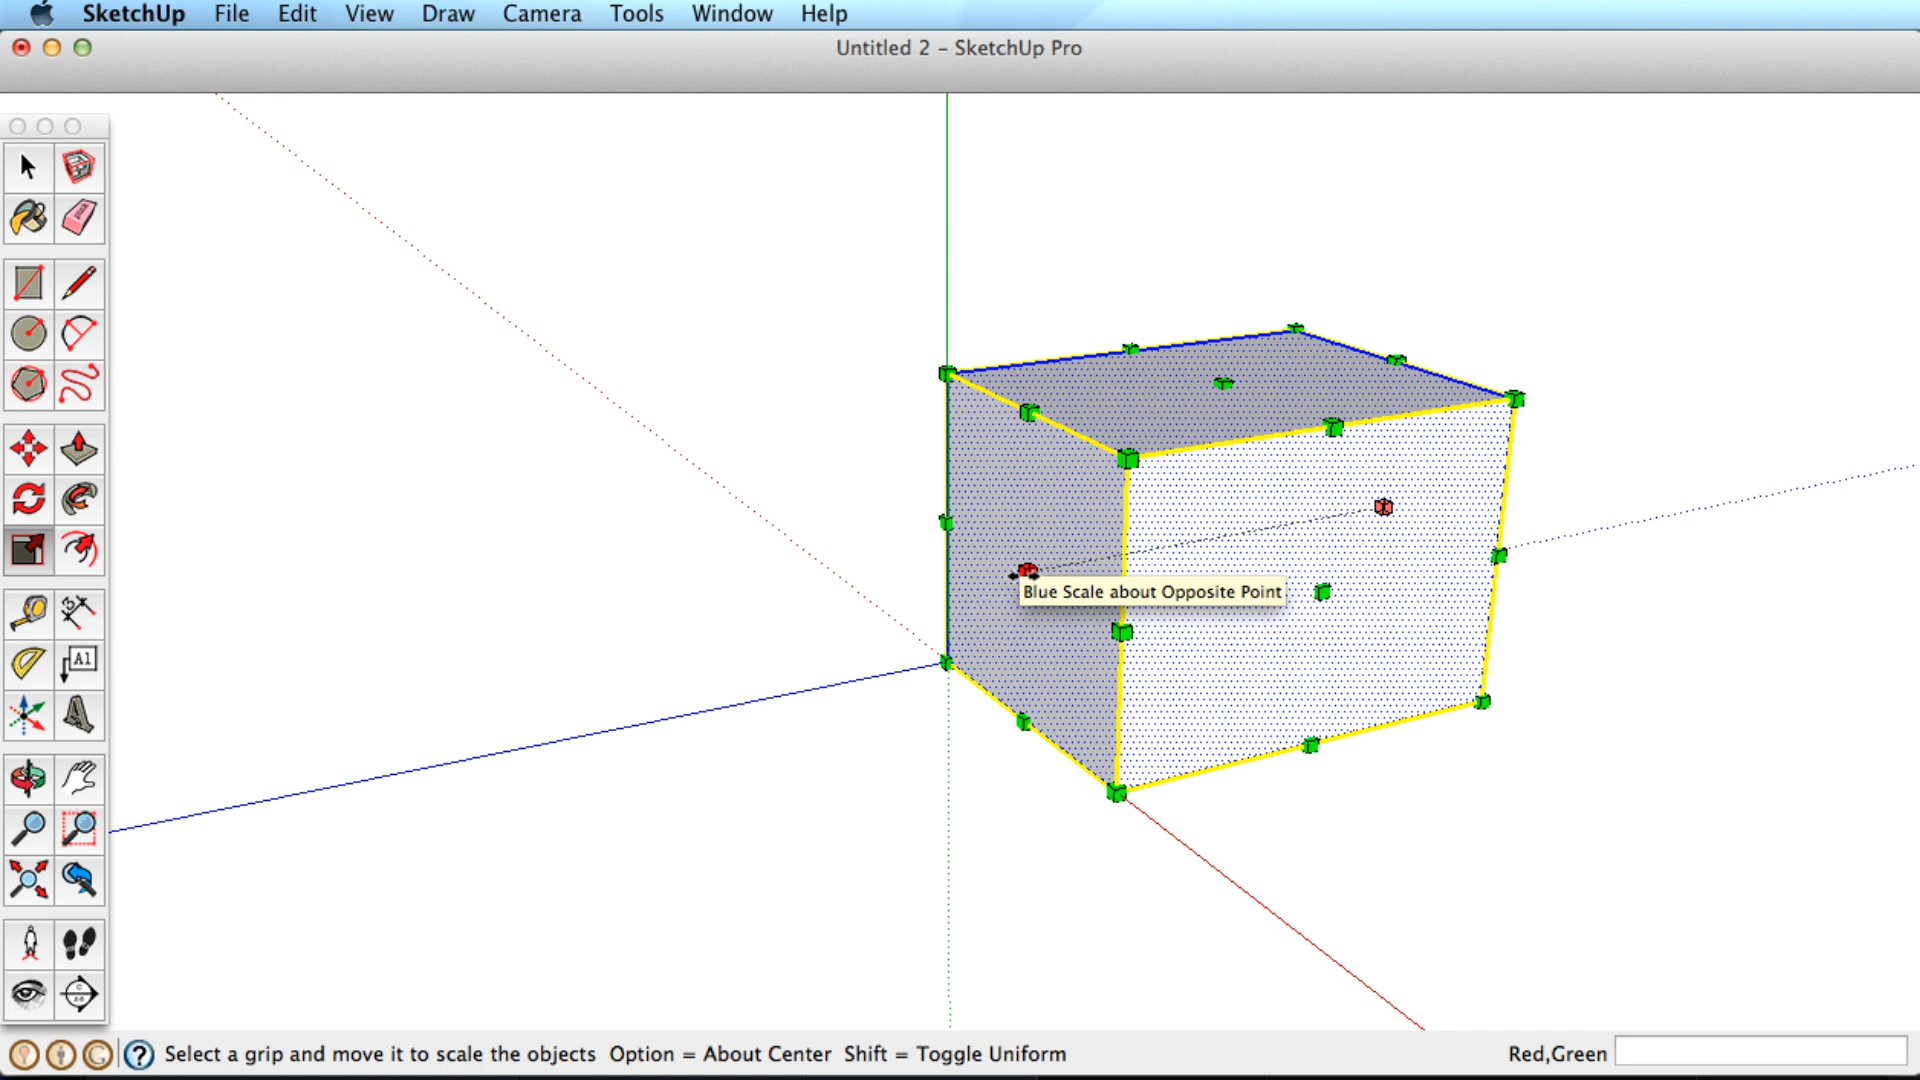 SketchUp File Edit View Draw Camera Tools Window Help
Untitled 2 – SketchUp Pro
A1
Blue Scale about Opposite Point
Select a grip and move it to scale the objects Option = About Center Shift = Toggle Uniform
Red,Green